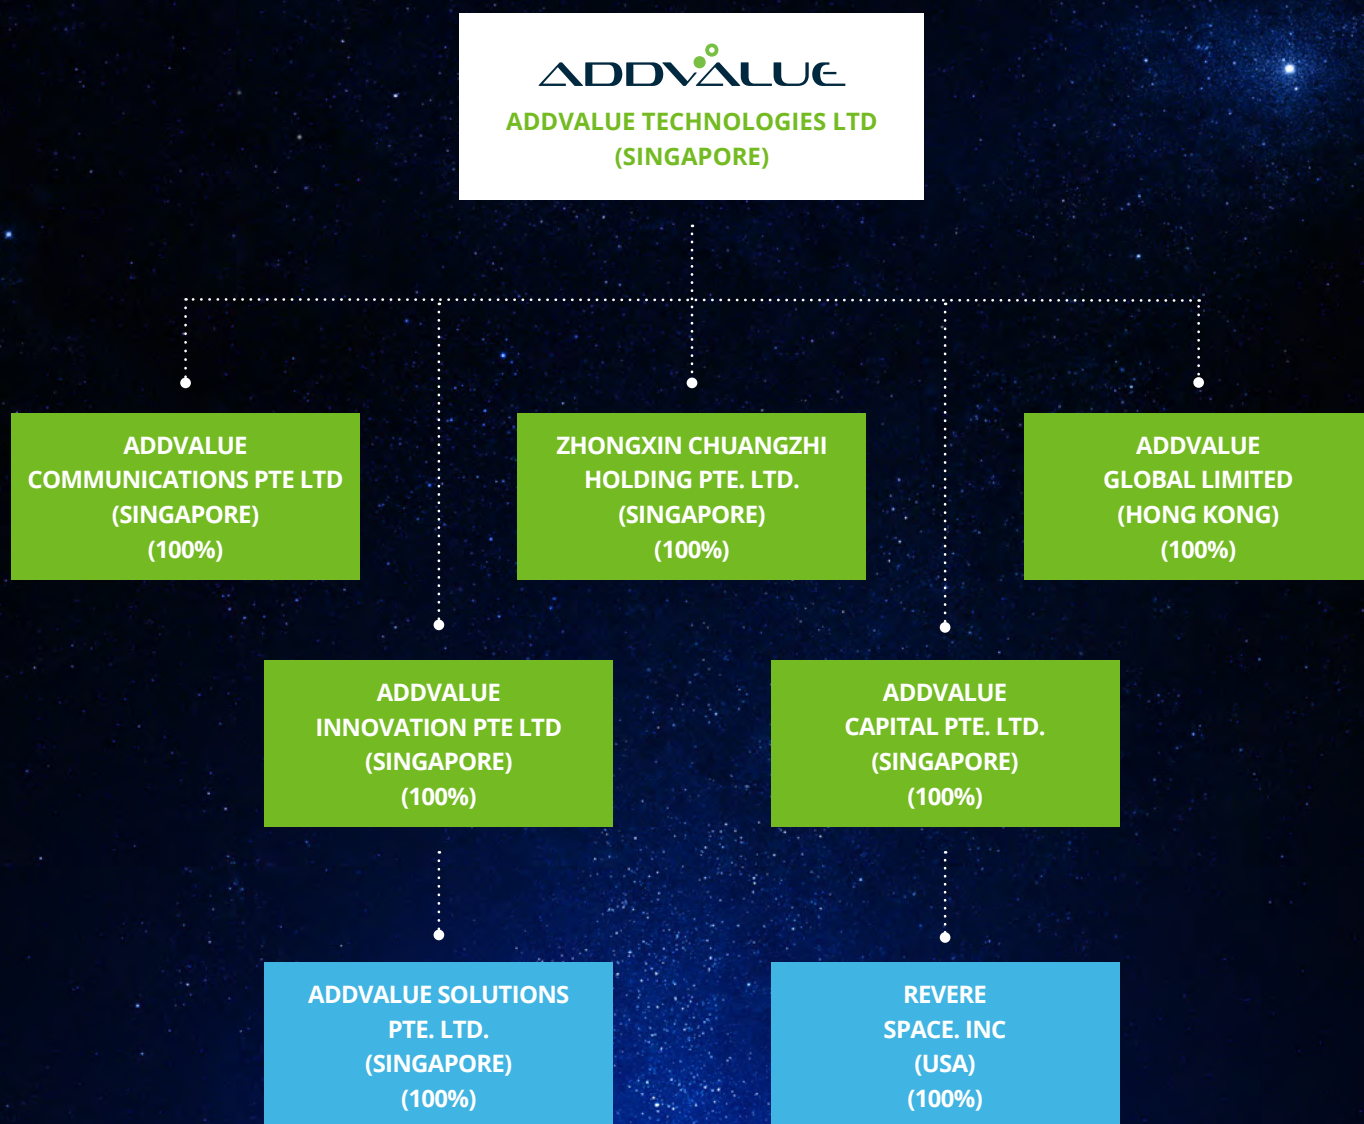 ADDVALUE
ADDVALUE TECHNOLOGIES LTD
(SINGAPORE)
ADDVALUE
COMMUNICATIONS PTE LTD
(SINGAPORE)
(100%)
ZHONGXIN CHUANGZHI
HOLDING PTE. LTD.
(SINGAPORE)
(100%)
ADDVALUE
GLOBAL LIMITED
(HONG KONG)
(100%)
ADDVALUE
INNOVATION PTE LTD
(SINGAPORE)
(100%)
ADDVALUE
CAPITAL PTE. LTD.
(SINGAPORE)
(100%)
ADDVALUE SOLUTIONS
PTE. LTD.
(SINGAPORE)
(100%)
REVERE
SPACE. INC
(USA)
(100%)